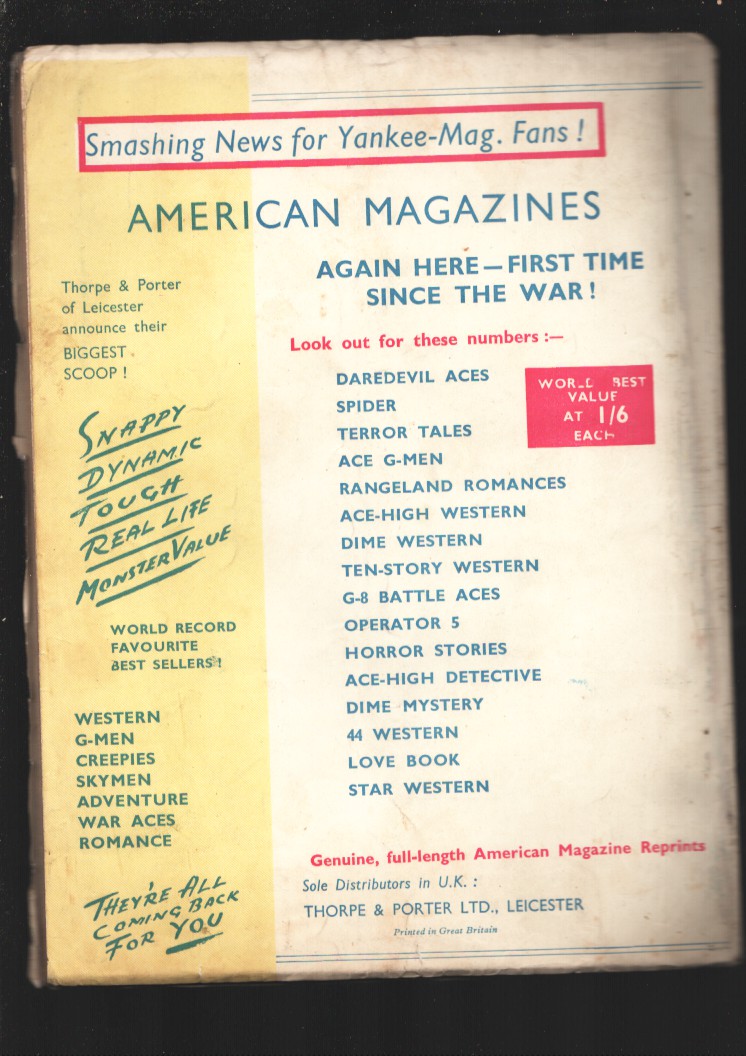 Smashing News for Yankee-Mag. Fans!
AMERICAN MAGAZINES
AGAIN HERE—FIRST TIME
SINCE THE WAR!
Thorpe & Porter
of Leicester
announce their
BIGGEST
SCOOP!
SNAPPY
DYNAMIC
TOUGH
REAL LIFE
MONSTER VALUE
WORLD RECORD
FAVOURITE
BEST SELLERS!
WESTERN
G-MEN
CREEPIES
SKYMEN
ADVENTURE
WAR ACES
ROMANCE
THEY'RE ALL
COMING BACK
FOR YOU
Look out for these numbers:—
DAREDEVIL ACES
SPIDER
TERROR TALES
ACE G-MEN
RANGELAND ROMANCES
ACE-HIGH WESTERN
DIME WESTERN
TEN-STORY WESTERN
G-8 BATTLE ACES
OPERATOR 5
HORROR STORIES
ACE-HIGH DETECTIVE
DIME MYSTERY
44 WESTERN
LOVE BOOK
STAR WESTERN
WORLD BEST
VALUE
AT 1/6
EACH
Genuine, full-length American Magazine Reprints
Sole Distributors in U.K. :
THORPE & PORTER LTD., LEICESTER
Printed in Great Britain